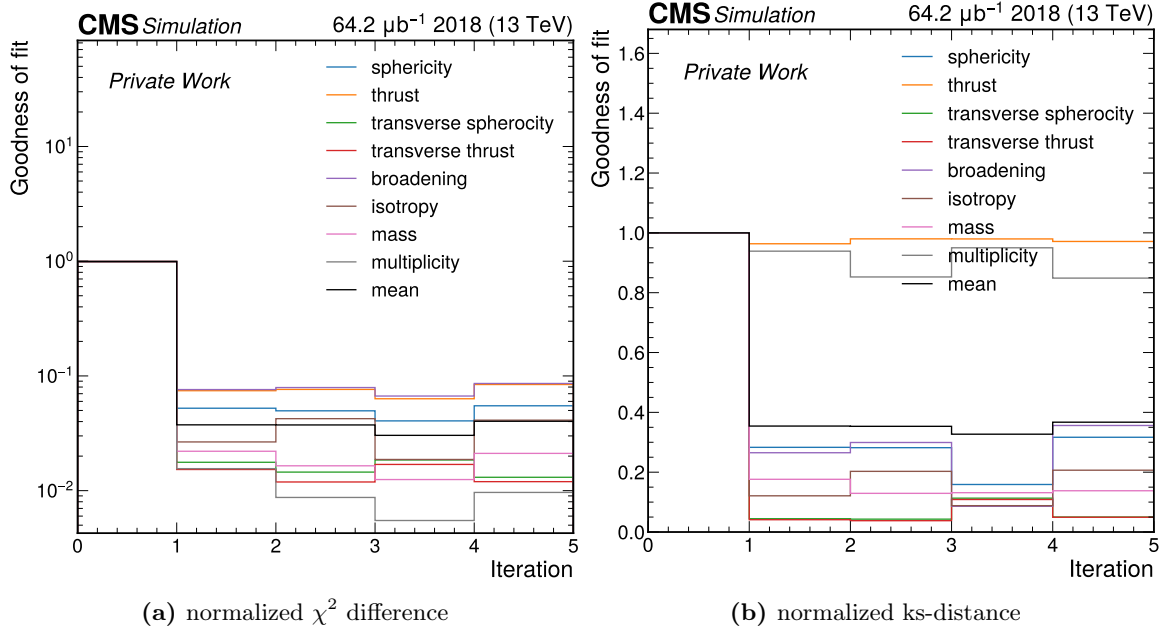 CMS Simulation 64.2 μb⁻¹ 2018 (13 TeV)
Private Work
Goodness of fit
sphericity
thrust
transverse spherocity
transverse thrust
broadening
isotropy
mass
multiplicity
mean
10¹
10⁰
10⁻¹
10⁻²
0 1 2 3 4 5
Iteration
(a) normalized χ² difference
CMS Simulation 64.2 μb⁻¹ 2018 (13 TeV)
Private Work
Goodness of fit
sphericity
thrust
transverse spherocity
transverse thrust
broadening
isotropy
mass
multiplicity
mean
1.6
1.4
1.2
1.0
0.8
0.6
0.4
0.2
0.0
0 1 2 3 4 5
Iteration
(b) normalized ks-distance